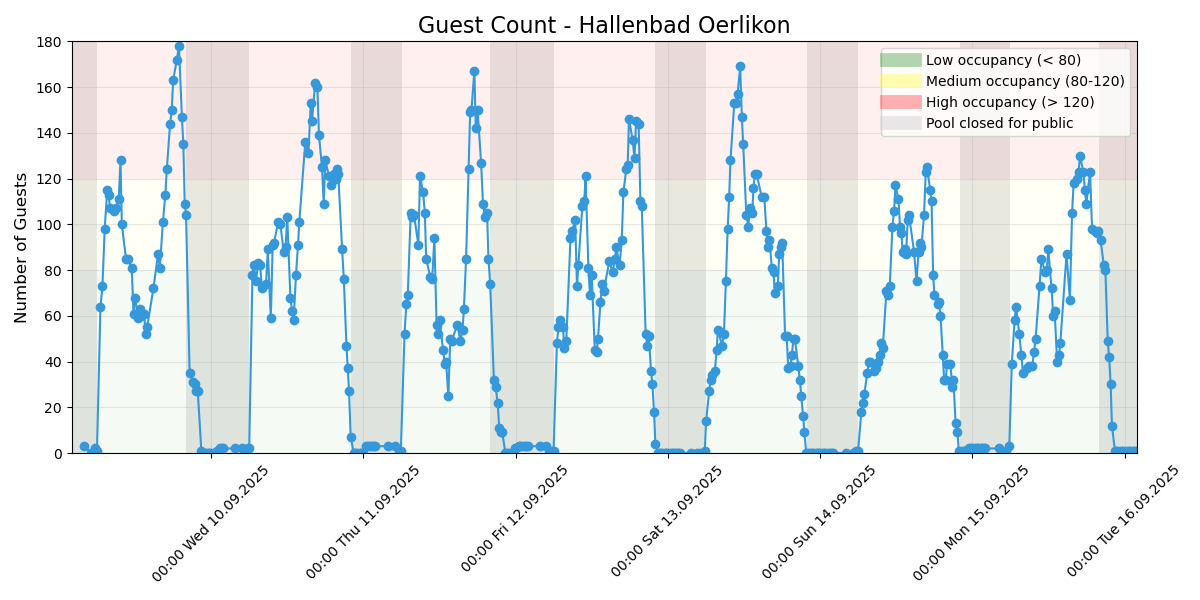 Guest Count - Hallenbad Oerlikon
Number of Guests
180
160
140
120
100
80
60
40
20
0
Low occupancy (< 80)
Medium occupancy (80-120)
High occupancy (> 120)
Pool closed for public
00:00 Wed 10.09.2025
00:00 Thu 11.09.2025
00:00 Fri 12.09.2025
00:00 Sat 13.09.2025
00:00 Sun 14.09.2025
00:00 Mon 15.09.2025
00:00 Tue 16.09.2025